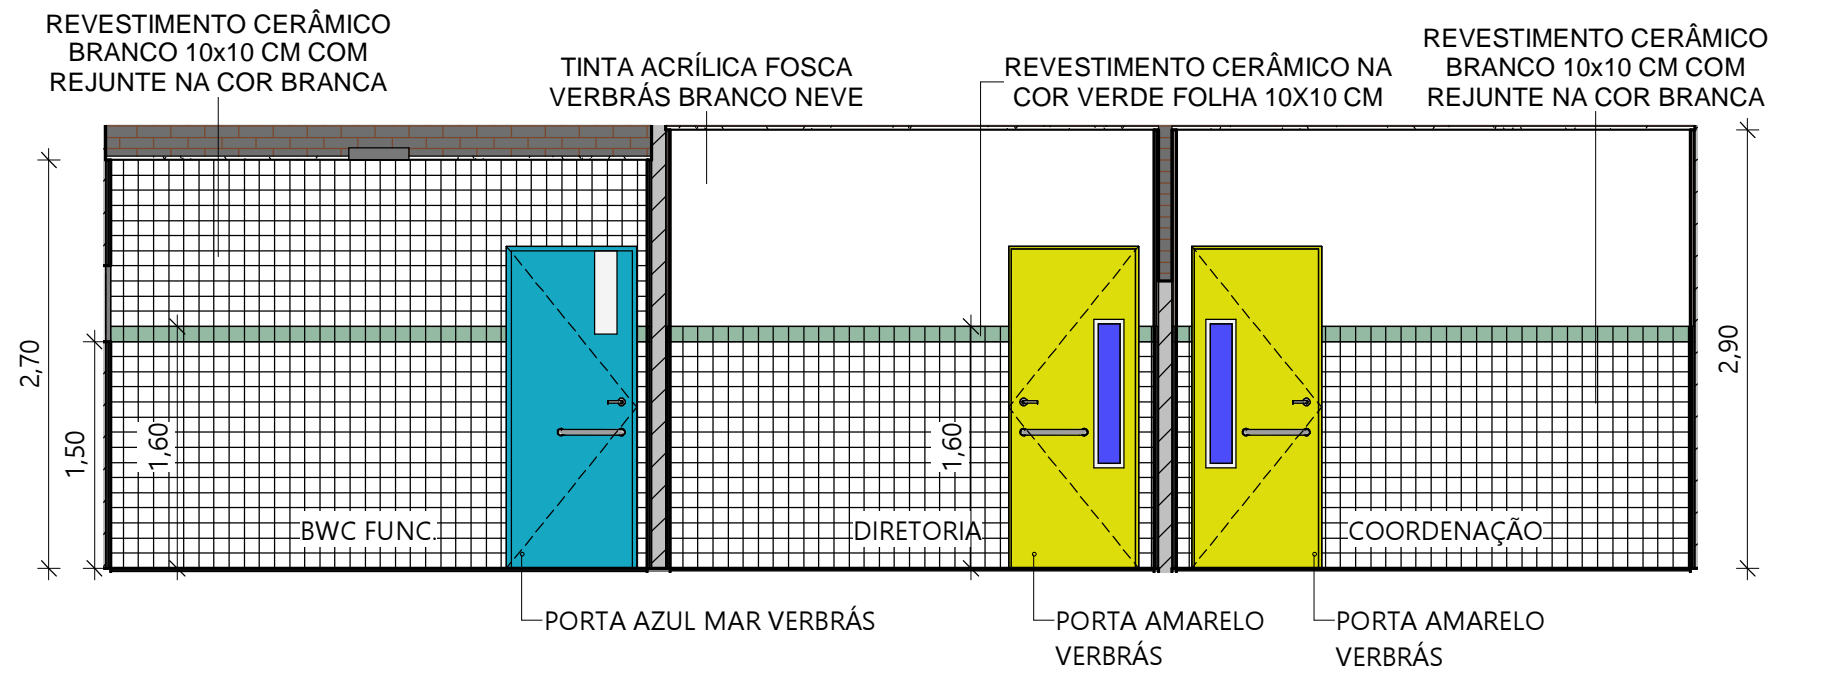 REVESTIMENTO CERÂMICO
BRANCO 10x10 CM COM
REJUNTE NA COR BRANCA
TINTA ACRÍLICA FOSCA
VERBRÁS BRANCO NEVE
REVESTIMENTO CERÂMICO NA
COR VERDE FOLHA 10X10 CM
REVESTIMENTO CERÂMICO
BRANCO 10x10 CM COM
REJUNTE NA COR BRANCA
2,70
1,50
1,60
1,60
2,90
BWC FUNC.
DIRETORIA
COORDENAÇÃO
PORTA AZUL MAR VERBRÁS
PORTA AMARELO
VERBRÁS
PORTA AMARELO
VERBRÁS